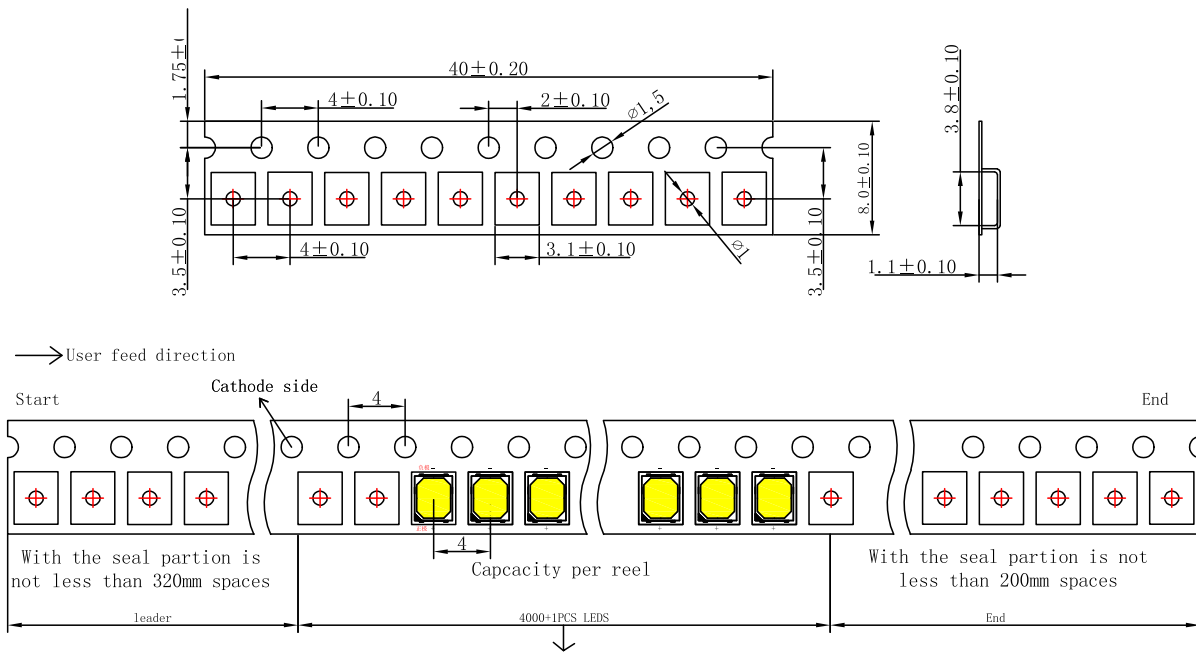 1.75±
40±0.20
4±0.10
2±0.10
⌀1,5
3.8±0.10
8.0±0.10
3.5±0.10
4±0.10
3.1±0.10
⌀1
3.5±0.10
1.1±0.10
User feed direction
Cathode side
Start
4
End
-
-
-
-
-
-
+
+
+
+
+
+
4
With the seal partion is
not less than 320mm spaces
Capcacity per reel
With the seal partion is not
less than 200mm spaces
leader
4000+1PCS LEDS
End